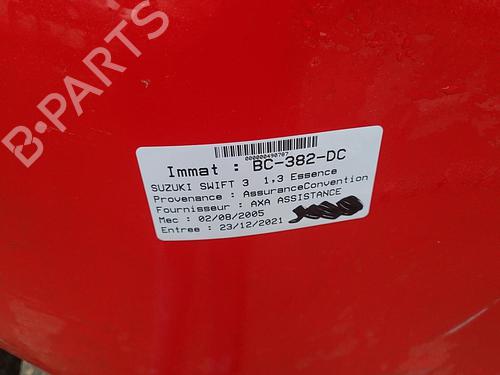 B-PARTS
000000490707
Immat : BC-382-DC
SUZUKI SWIFT 3 1.3 Essence
Provenance : AssuranceConvention
Fournisseur : AXA ASSISTANCE
Mec : 02/08/2005
Entree : 23/12/2021